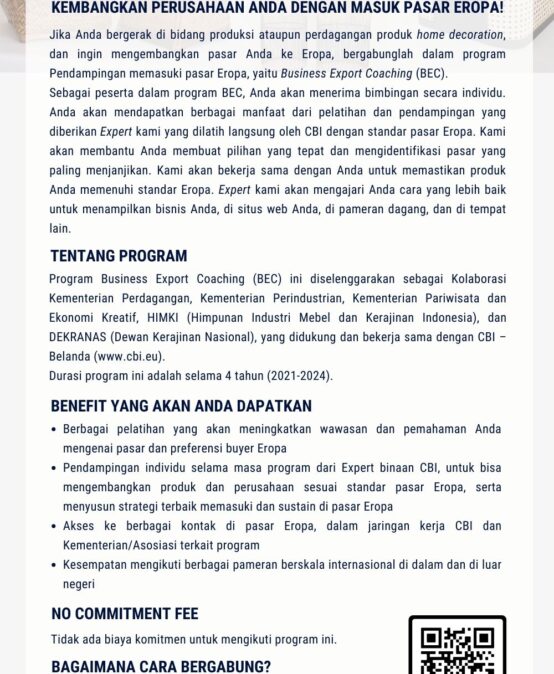 KEMBANGKAN PERUSAHAAN ANDA DENGAN MASUK PASAR EROPA!
Jika Anda bergerak di bidang produksi ataupun perdagangan produk home decoration,
dan ingin mengembangkan pasar Anda ke Eropa, bergabunglah dalam program
Pendampingan memasuki pasar Eropa, yaitu Business Export Coaching (BEC).
Sebagai peserta dalam program BEC, Anda akan menerima bimbingan secara individu.
Anda akan mendapatkan berbagai manfaat dari pelatihan dan pendampingan yang
diberikan Expert kami yang dilatih langsung oleh CBI dengan standar pasar Eropa. Kami
akan membantu Anda membuat pilihan yang tepat dan mengidentifikasi pasar yang
paling menjanjikan. Kami akan bekerja sama dengan Anda untuk memastikan produk
Anda memenuhi standar Eropa. Expert kami akan mengajari Anda cara yang lebih baik
untuk menampilkan bisnis Anda, di situs web Anda, di pameran dagang, dan di tempat
lain.
TENTANG PROGRAM
Program Business Export Coaching (BEC) ini diselenggarakan sebagai Kolaborasi
Kementerian Perdagangan, Kementerian Perindustrian, Kementerian Pariwisata dan
Ekonomi Kreatif, HIMKI (Himpunan Industri Mebel dan Kerajinan Indonesia), dan
DEKRANAS (Dewan Kerajinan Nasional), yang didukung dan bekerja sama dengan CBI –
Belanda (www.cbi.eu).
Durasi program ini adalah selama 4 tahun (2021-2024).
BENEFIT YANG AKAN ANDA DAPATKAN
• Berbagai pelatihan yang akan meningkatkan wawasan dan pemahaman Anda
mengenai pasar dan preferensi buyer Eropa
• Pendampingan individu selama masa program dari Expert binaan CBI, untuk bisa
mengembangkan produk dan perusahaan sesuai standar pasar Eropa, serta
menyusun strategi terbaik memasuki dan sustain di pasar Eropa
• Akses ke berbagai kontak di pasar Eropa, dalam jaringan kerja CBI dan
Kementerian/Asosiasi terkait program
• Kesempatan mengikuti berbagai pameran berskala internasional di dalam dan di luar
negeri
NO COMMITMENT FEE
Tidak ada biaya komitmen untuk mengikuti program ini.
BAGAIMANA CARA BERGABUNG?